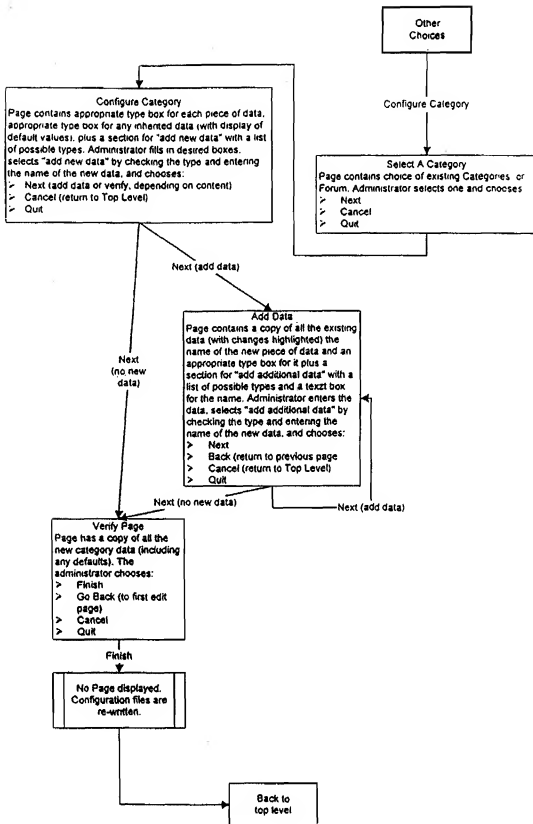 Other
Choices
Configure Category
Select A Category
Page contains choice of existing Categories or
Forum. Administrator selects one and chooses
> Next
> Cancel
> Quit
Configure Category
Page contains appropriate type box for each piece of data,
appropriate type box for any inherited data (with display of
default values), plus a section for "add new data" with a list
of possible types. Administrator fills in desired boxes,
selects "add new data" by checking the type and entering
the name of the new data, and chooses:
> Next (add data or verify, depending on content)
> Cancel (return to Top Level)
> Quit
Next (add data)
Next
(no new
data)
Add Data
Page contains a copy of all the existing
data (with changes highlighted) the
name of the new piece of data and an
appropriate type box for it plus a
section for "add additional data" with a
list of possible types and a texzt box
for the name. Administrator enters the
data, selects "add additional data" by
checking the type and entering the
name of the new data, and chooses:
> Next
> Back (return to previous page
> Cancel (return to Top Level)
> Quit
Next (no new data)
Next (add data)
Verify Page
Page has a copy of all the
new category data (including
any defaults). The
administrator chooses:
> Finish
> Go Back (to first edit
page)
> Cancel
> Quit
Finish
No Page displayed.
Configuration files are
re-written.
Back to
top level